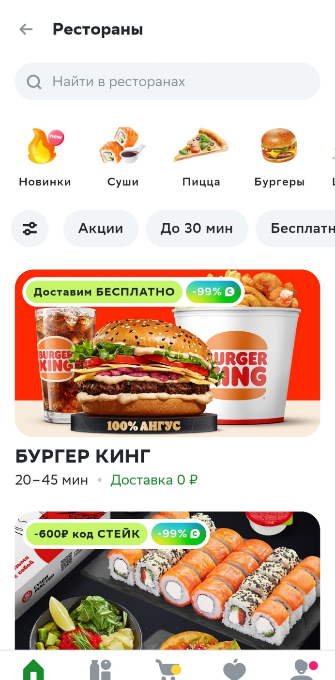 Рестораны
Найти в ресторанах
new
Новинки
Суши
Пицца
Бургеры
Акции
До 30 мин
Бесплатн
Доставим БЕСПЛАТНО
-99%
BURGER
KING
BURGER
KING
100% АНГУС
БУРГЕР КИНГ
20–45 мин • Доставка 0 ₽
-600₽ код СТЕЙК
-99%